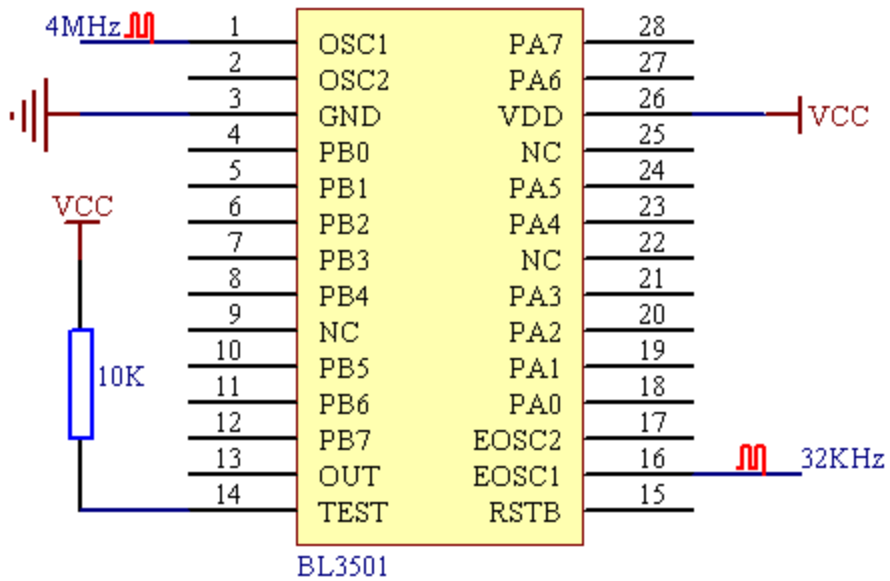 4MHz 1 OSC1 PA7 28
2 OSC2 PA6 27
3 GND VDD 26 VCC
4 PB0 NC 25
5 PB1 PA5 24
VCC 6 PB2 PA4 23
7 PB3 NC 22
8 PB4 PA3 21
9 NC PA2 20
10K 10 PB5 PA1 19
11 PB6 PA0 18
12 PB7 EOSC2 17
13 OUT EOSC1 16 32KHz
14 TEST RSTB 15
BL3501